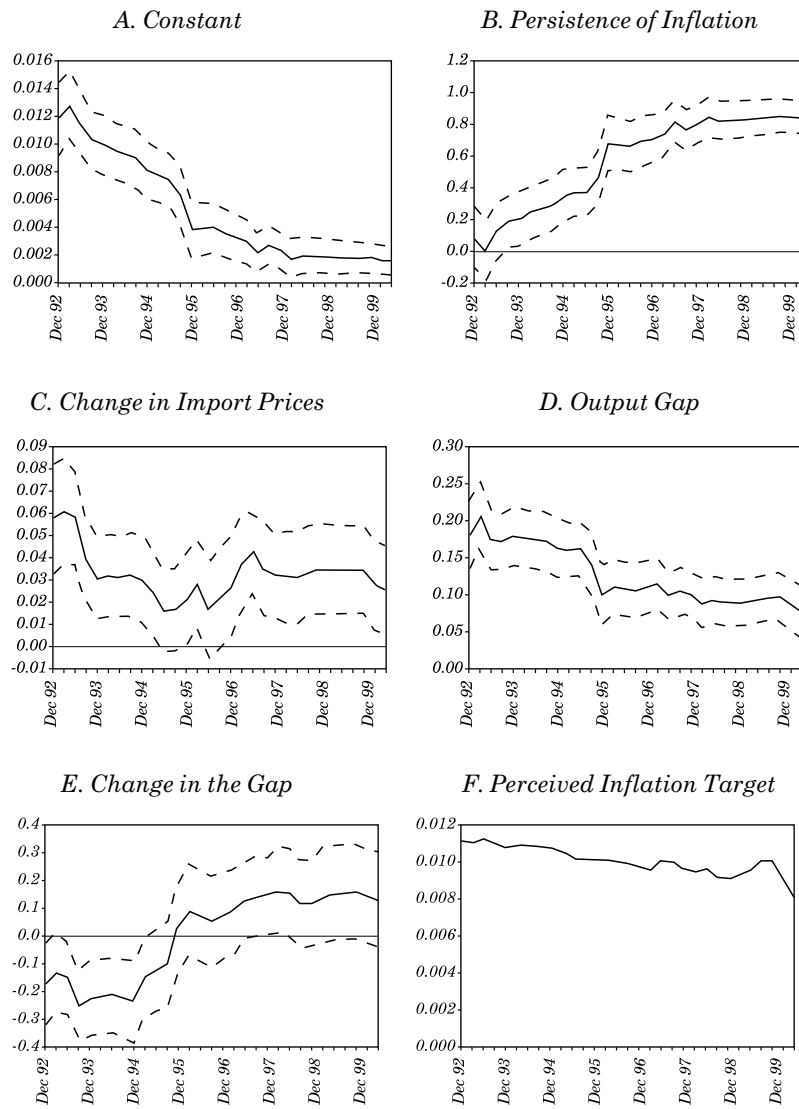 A. Constant
0.016
0.014
0.012
0.010
0.008
0.006
0.004
0.002
0.000
Dec 92
Dec 93
Dec 94
Dec 95
Dec 96
Dec 97
Dec 98
Dec 99
B. Persistence of Inflation
1.2
1.0
0.8
0.6
0.4
0.2
0.0
-0.2
Dec 92
Dec 93
Dec 94
Dec 95
Dec 96
Dec 97
Dec 98
Dec 99
C. Change in Import Prices
0.09
0.08
0.07
0.06
0.05
0.04
0.03
0.02
0.01
0.00
-0.01
Dec 92
Dec 93
Dec 94
Dec 95
Dec 96
Dec 97
Dec 98
Dec 99
D. Output Gap
0.30
0.25
0.20
0.15
0.10
0.05
0.00
Dec 92
Dec 93
Dec 94
Dec 95
Dec 96
Dec 97
Dec 98
Dec 99
E. Change in the Gap
0.4
0.3
0.2
0.1
0.0
-0.1
-0.2
-0.3
-0.4
Dec 92
Dec 93
Dec 94
Dec 95
Dec 96
Dec 97
Dec 98
Dec 99
F. Perceived Inflation Target
0.012
0.010
0.008
0.006
0.004
0.002
0.000
Dec 92
Dec 93
Dec 94
Dec 95
Dec 96
Dec 97
Dec 98
Dec 99